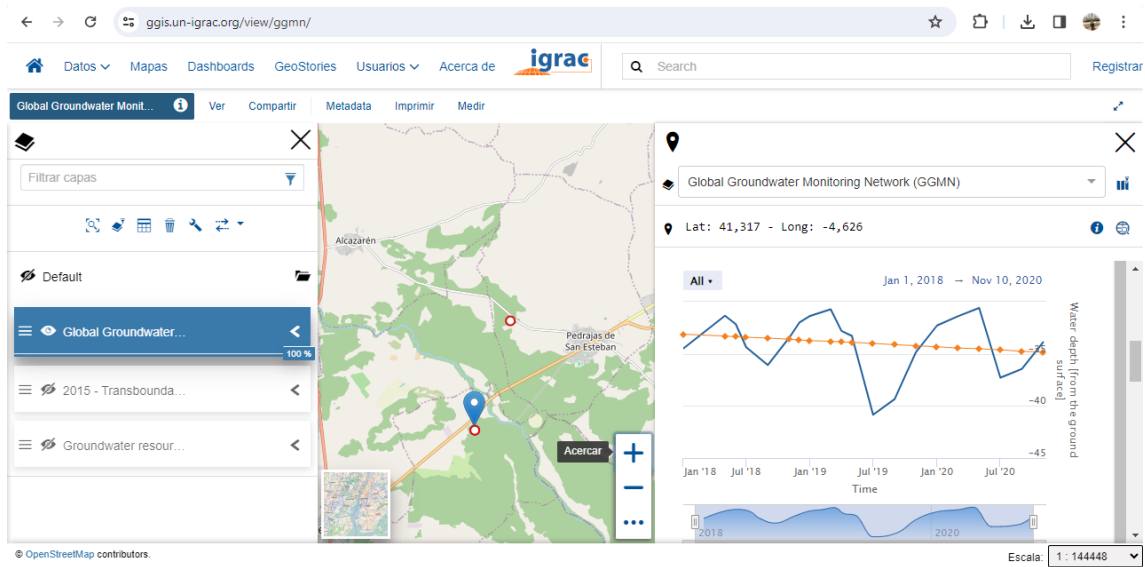 ggis.un-igrac.org/view/ggmn/
Datos Mapas Dashboards GeoStories Usuarios Acerca de igrac Search Registrar
Global Groundwater Monit... Ver Compartir Metadata Imprimir Medir
Filtrar capas
Default
Global Groundwater...
100 %
2015 - Transbounda...
Groundwater resour...
Alcazarén
Pedrajas de
San Esteban
Acercar
Global Groundwater Monitoring Network (GGMN)
Lat: 41,317 - Long: -4,626
All Jan 1, 2018 → Nov 10, 2020
−35
−40
−45
Water depth [from the ground
surface]
Jan '18 Jul '18 Jan '19 Jul '19 Jan '20 Jul '20
Time
2018 2020
© OpenStreetMap contributors.
Escala: 1 : 144448